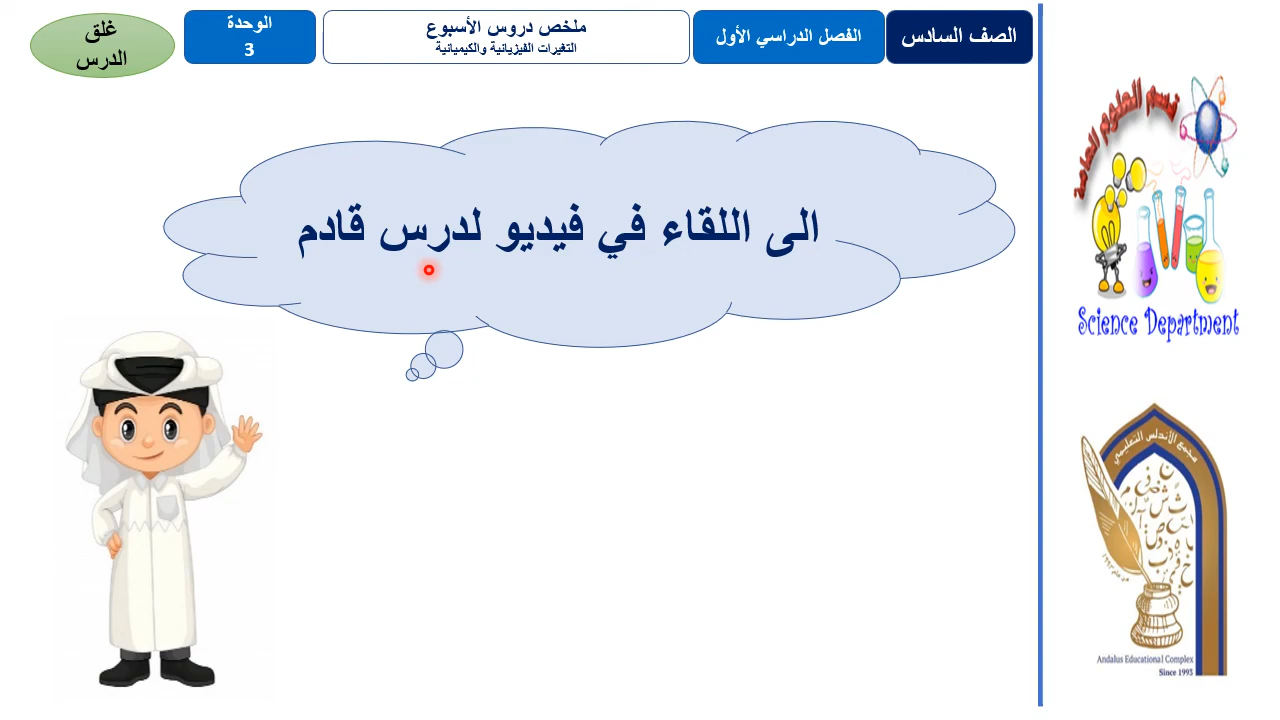 الصف السادس
الفصل الدراسي الأول
ملخص دروس الأسبوع
التغيرات الفيزيائية والكيميائية
الوحدة
3
غلق
الدرس
الى اللقاء في فيديو لدرس قادم
قسم العلوم العامة
Science Department
مجمع الأندلس التعليمي
Andalus Educational Complex
Since 1993